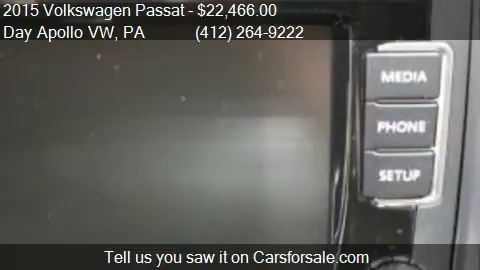 2015 Volkswagen Passat - $22,466.00
Day Apollo VW, PA (412) 264-9222
MEDIA
PHONE
SETUP
Tell us you saw it on Carsforsale.com